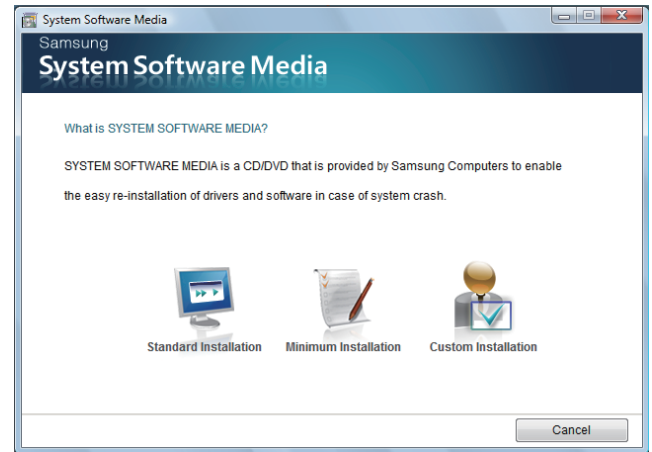 System Software Media
Samsung
System Software Media
What is SYSTEM SOFTWARE MEDIA?
SYSTEM SOFTWARE MEDIA is a CD/DVD that is provided by Samsung Computers to enable
the easy re-installation of drivers and software in case of system crash.
Standard Installation Minimum Installation Custom Installation
Cancel